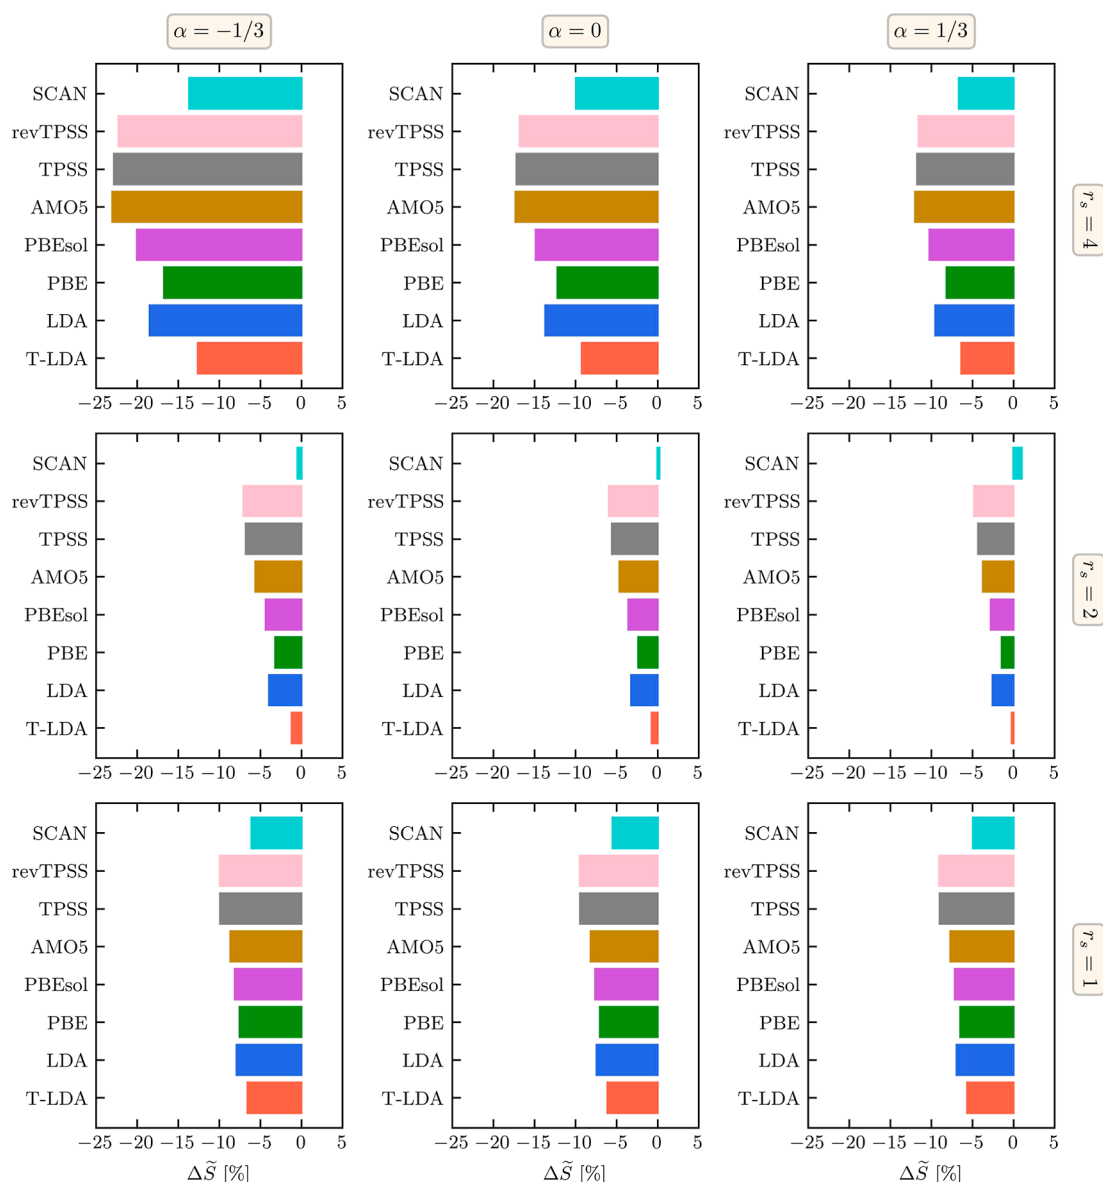 α = −1/3 α = 0 α = 1/3
SCAN SCAN SCAN
revTPSS revTPSS revTPSS
TPSS TPSS TPSS
AMO5 AMO5 AMO5
r_s = 4
PBEsol PBEsol PBEsol
PBE PBE PBE
LDA LDA LDA
T-LDA T-LDA T-LDA
−25 −20 −15 −10 −5 0 5 −25 −20 −15 −10 −5 0 5 −25 −20 −15 −10 −5 0 5
SCAN SCAN SCAN
revTPSS revTPSS revTPSS
TPSS TPSS TPSS
AMO5 AMO5 AMO5
r_s = 2
PBEsol PBEsol PBEsol
PBE PBE PBE
LDA LDA LDA
T-LDA T-LDA T-LDA
−25 −20 −15 −10 −5 0 5 −25 −20 −15 −10 −5 0 5 −25 −20 −15 −10 −5 0 5
SCAN SCAN SCAN
revTPSS revTPSS revTPSS
TPSS TPSS TPSS
AMO5 AMO5 AMO5
r_s = 1
PBEsol PBEsol PBEsol
PBE PBE PBE
LDA LDA LDA
T-LDA T-LDA T-LDA
−25 −20 −15 −10 −5 0 5 −25 −20 −15 −10 −5 0 5 −25 −20 −15 −10 −5 0 5
ΔS̃ [%] ΔS̃ [%] ΔS̃ [%]